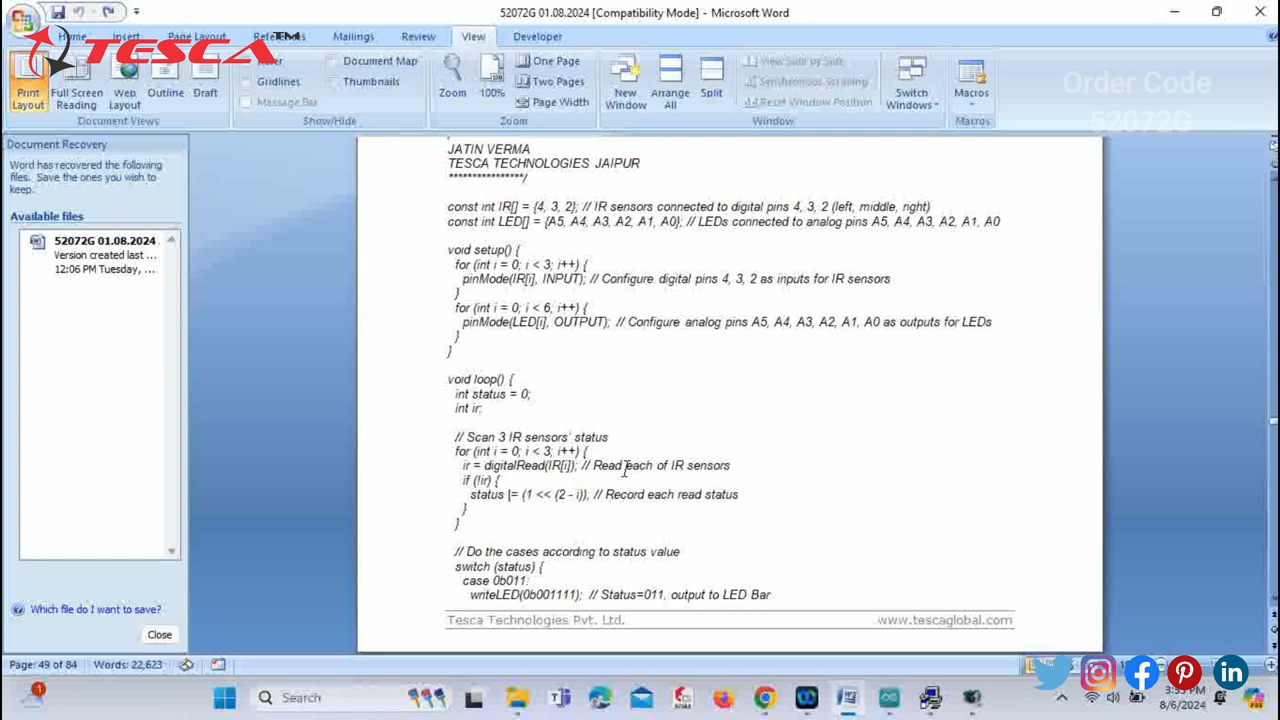 52072G 01.08.2024 [Compatibility Mode] - Microsoft Word
Home Insert Page Layout Mailings Review View Developer
TESCA TM
Order Code
52072G
Print Layout
Full Screen Reading
Web Layout
Outline
Draft
Document Views
Ruler
Gridlines
Message Bar
Document Map
Thumbnails
Show/Hide
Zoom
100%
One Page
Two Pages
Page Width
Zoom
New Window
Arrange All
Split
View Side by Side
Synchronous Scrolling
Reset Window Position
Window
Switch Windows
Macros
Macros
Document Recovery
Word has recovered the following
files. Save the ones you wish to
keep.
Available files
52072G 01.08.2024
Version created last ...
12:06 PM Tuesday, ...
Which file do I want to save?
Close
JATIN VERMA
TESCA TECHNOLOGIES JAIPUR
****************/
const int IR[] = {4, 3, 2}; // IR sensors connected to digital pins 4, 3, 2 (left, middle, right)
const int LED[] = {A5, A4, A3, A2, A1, A0}; // LEDs connected to analog pins A5, A4, A3, A2, A1, A0
void setup() {
for (int i = 0; i < 3; i++) {
pinMode(IR[i], INPUT); // Configure digital pins 4, 3, 2 as inputs for IR sensors
}
for (int i = 0; i < 6; i++) {
pinMode(LED[i], OUTPUT); // Configure analog pins A5, A4, A3, A2, A1, A0 as outputs for LEDs
}
}
void loop() {
int status = 0;
int ir;
// Scan 3 IR sensors' status
for (int i = 0; i < 3; i++) {
ir = digitalRead(IR[i]); // Read each of IR sensors
if (!ir) {
status |= (1 << (2 - i)); // Record each read status
}
}
// Do the cases according to status value
switch (status) {
case 0b011:
writeLED(0b001111); // Status=011, output to LED Bar
Tesca Technologies Pvt. Ltd. www.tescaglobal.com
Page: 49 of 84 Words: 22,623
1
Search
3:35 PM
8/6/2024